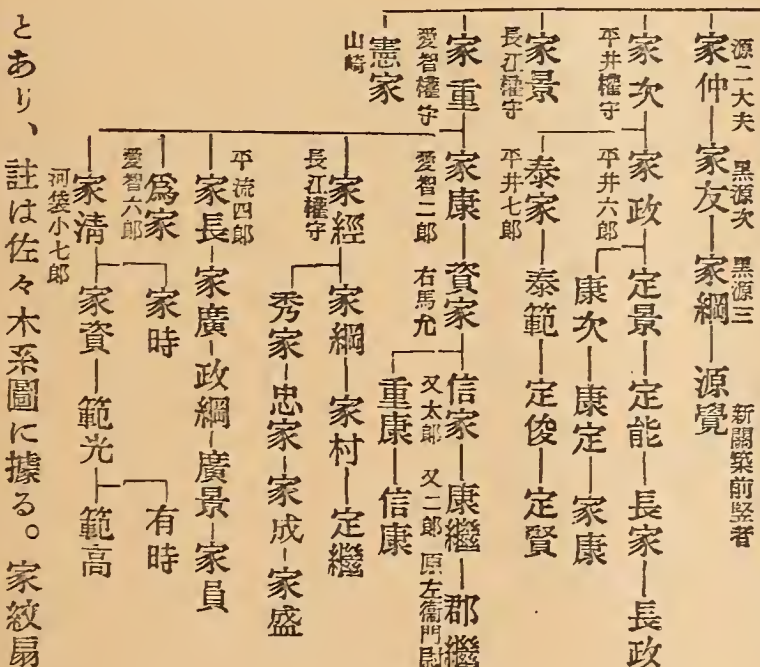 源二大夫　黒源次　黒源三　新關築前竪者
家仲―家友―家綱―源覺
家次―家政―定景―定能―長家―長政
平井權守　平井六郎
康次―康定―家康
家景
長江權守
泰家―泰範―定俊―定賢
平井七郎
家重―家康―資家―信家―康繼―郡繼
愛智權守　愛智二郎　右馬允　又太郎　又二郎　原左衞門尉
重康―信康
憲家
山崎
家經―家綱―家村―定繼
長江權守
秀家―忠家―家成―家盛
平流四郎
家長―家廣―政綱―廣景―家員
爲家
愛智六郎
家時
家清―家資―範光―範高
河袋小七郎
有時
とあり、註は佐々木系圖に據る。家紋扇